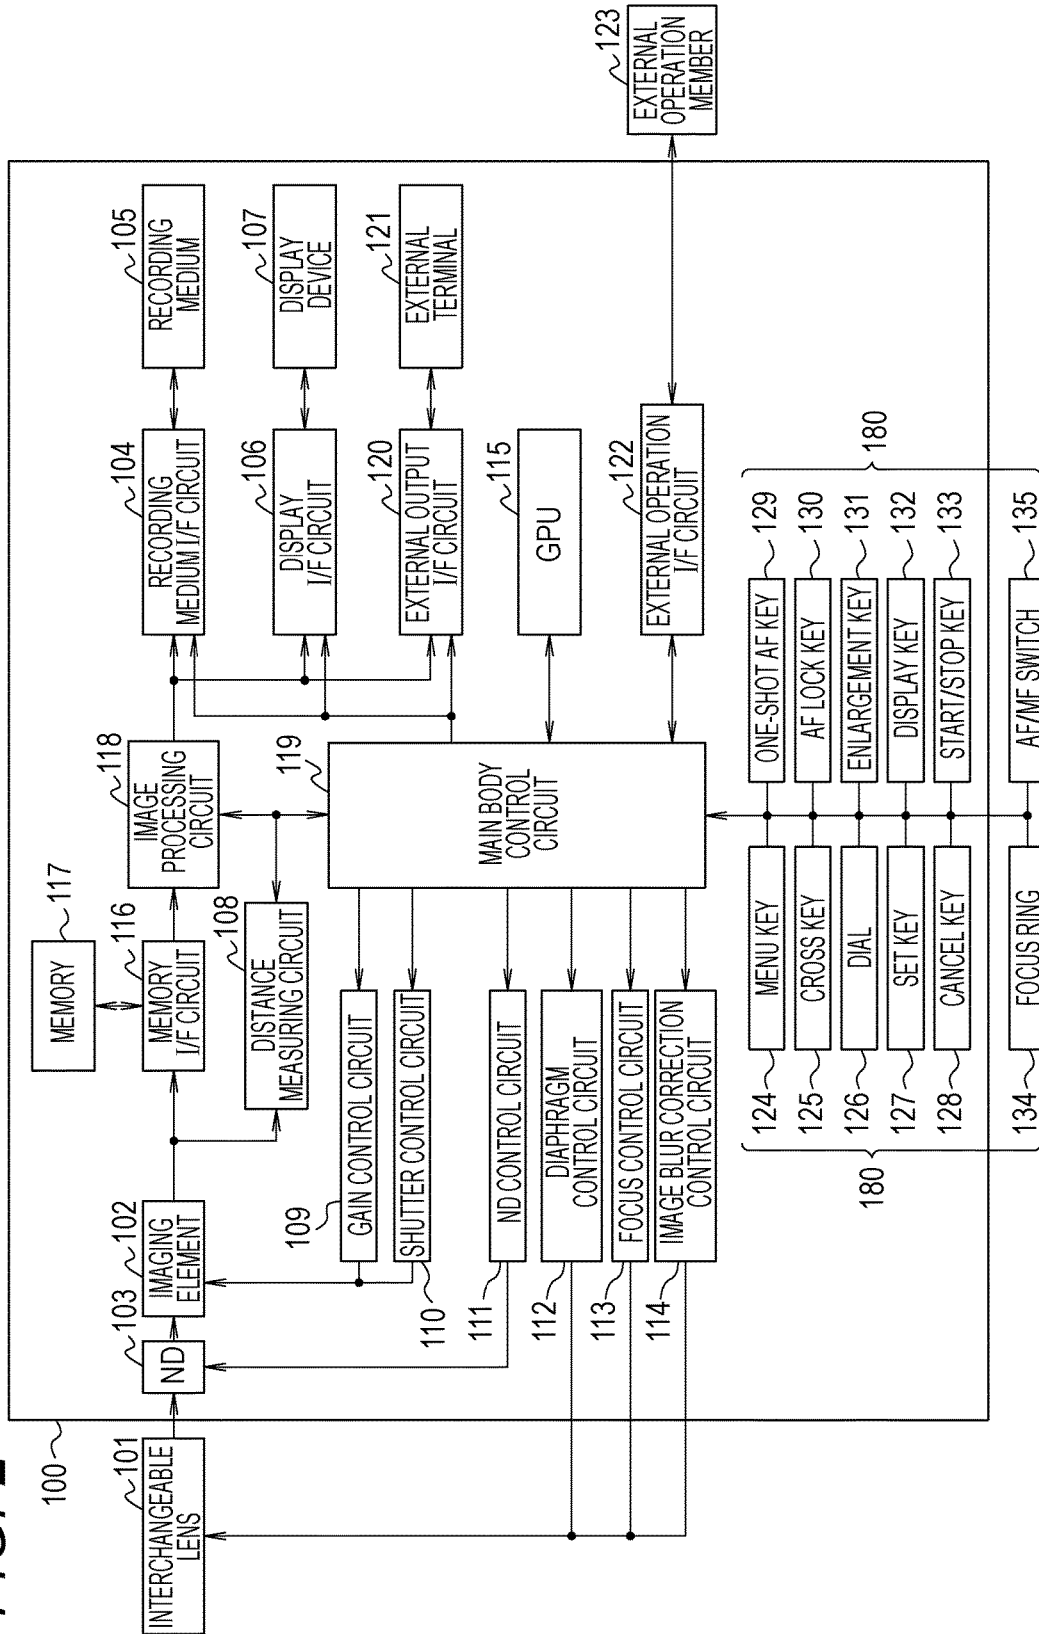 100
101
INTERCHANGEABLE
LENS
103
ND
102
IMAGING
ELEMENT
117
MEMORY
116
MEMORY
I/F CIRCUIT
118
IMAGE
PROCESSING
CIRCUIT
104
RECORDING
MEDIUM I/F CIRCUIT
105
RECORDING
MEDIUM
108
DISTANCE
MEASURING CIRCUIT
106
DISPLAY
I/F CIRCUIT
107
DISPLAY
DEVICE
109
GAIN CONTROL CIRCUIT
110
SHUTTER CONTROL CIRCUIT
119
MAIN BODY
CONTROL
CIRCUIT
120
EXTERNAL OUTPUT
I/F CIRCUIT
121
EXTERNAL
TERMINAL
111
ND CONTROL CIRCUIT
115
GPU
112
DIAPHRAGM
CONTROL CIRCUIT
113
FOCUS CONTROL CIRCUIT
114
IMAGE BLUR CORRECTION
CONTROL CIRCUIT
122
EXTERNAL OPERATION
I/F CIRCUIT
123
EXTERNAL
OPERATION
MEMBER
124
MENU KEY
ONE-SHOT AF KEY
129
125
CROSS KEY
AF LOCK KEY
130
126
DIAL
ENLARGEMENT KEY
131
127
SET KEY
DISPLAY KEY
132
128
CANCEL KEY
START/STOP KEY
133
134
FOCUS RING
AF/MF SWITCH
135
180
180